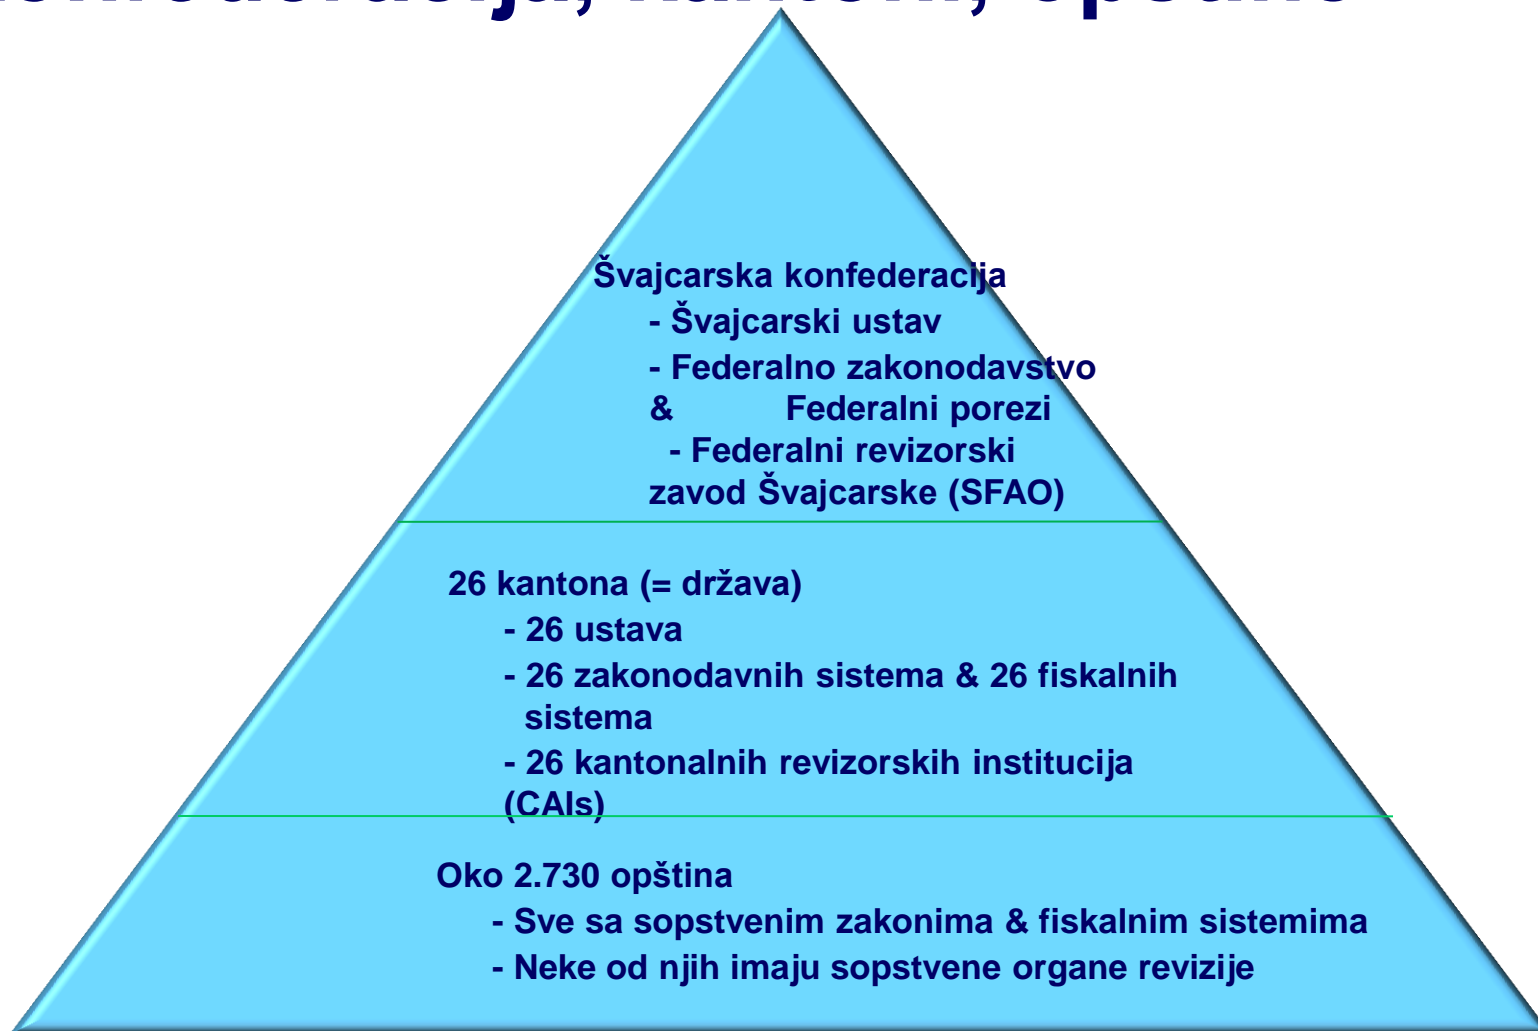 Švajcarska konfederacija
- Švajcarski ustav
- Federalno zakonodavstvo
& Federalni porezi
- Federalni revizorski
zavod Švajcarske (SFAO)
26 kantona (= država)
- 26 ustava
- 26 zakonodavnih sistema & 26 fiskalnih
sistema
- 26 kantonalnih revizorskih institucija
(CAIs)
Oko 2.730 opština
- Sve sa sopstvenim zakonima & fiskalnim sistemima
- Neke od njih imaju sopstvene organe revizije